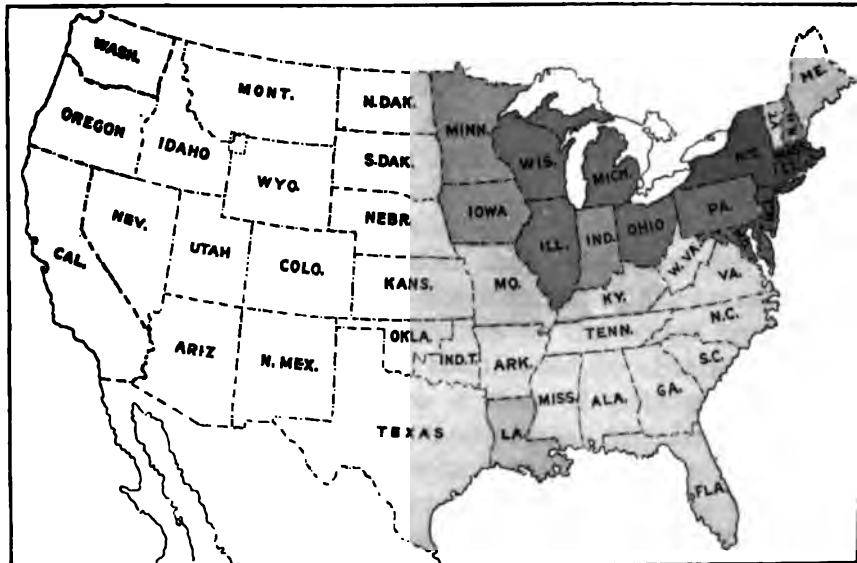 WASH.
MONT.
N.DAK.
MINN.
ME.
VT.
N.H.
OREGON
IDAHO
S.DAK.
WIS.
MICH.
N.Y.
WYO.
NEBR.
IOWA
PA.
NEV.
UTAH
COLO.
ILL.
IND.
OHIO
W.VA.
VA.
CAL.
KANS.
MO.
KY.
N.C.
ARIZ
N.MEX.
OKLA.
IND.T.
ARK.
TENN.
S.C.
MISS.
ALA.
GA.
TEXAS
LA.
FLA.